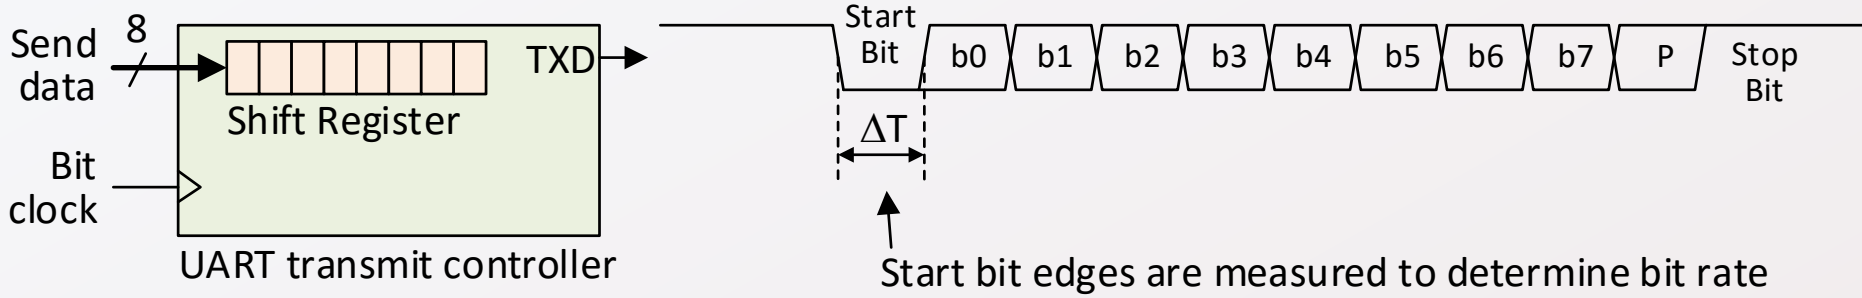 Send
data
8
Shift Register
TXD
Bit
clock
UART transmit controller
Start
Bit
b0 b1 b2 b3 b4 b5 b6 b7 P
Stop
Bit
ΔT
Start bit edges are measured to determine bit rate